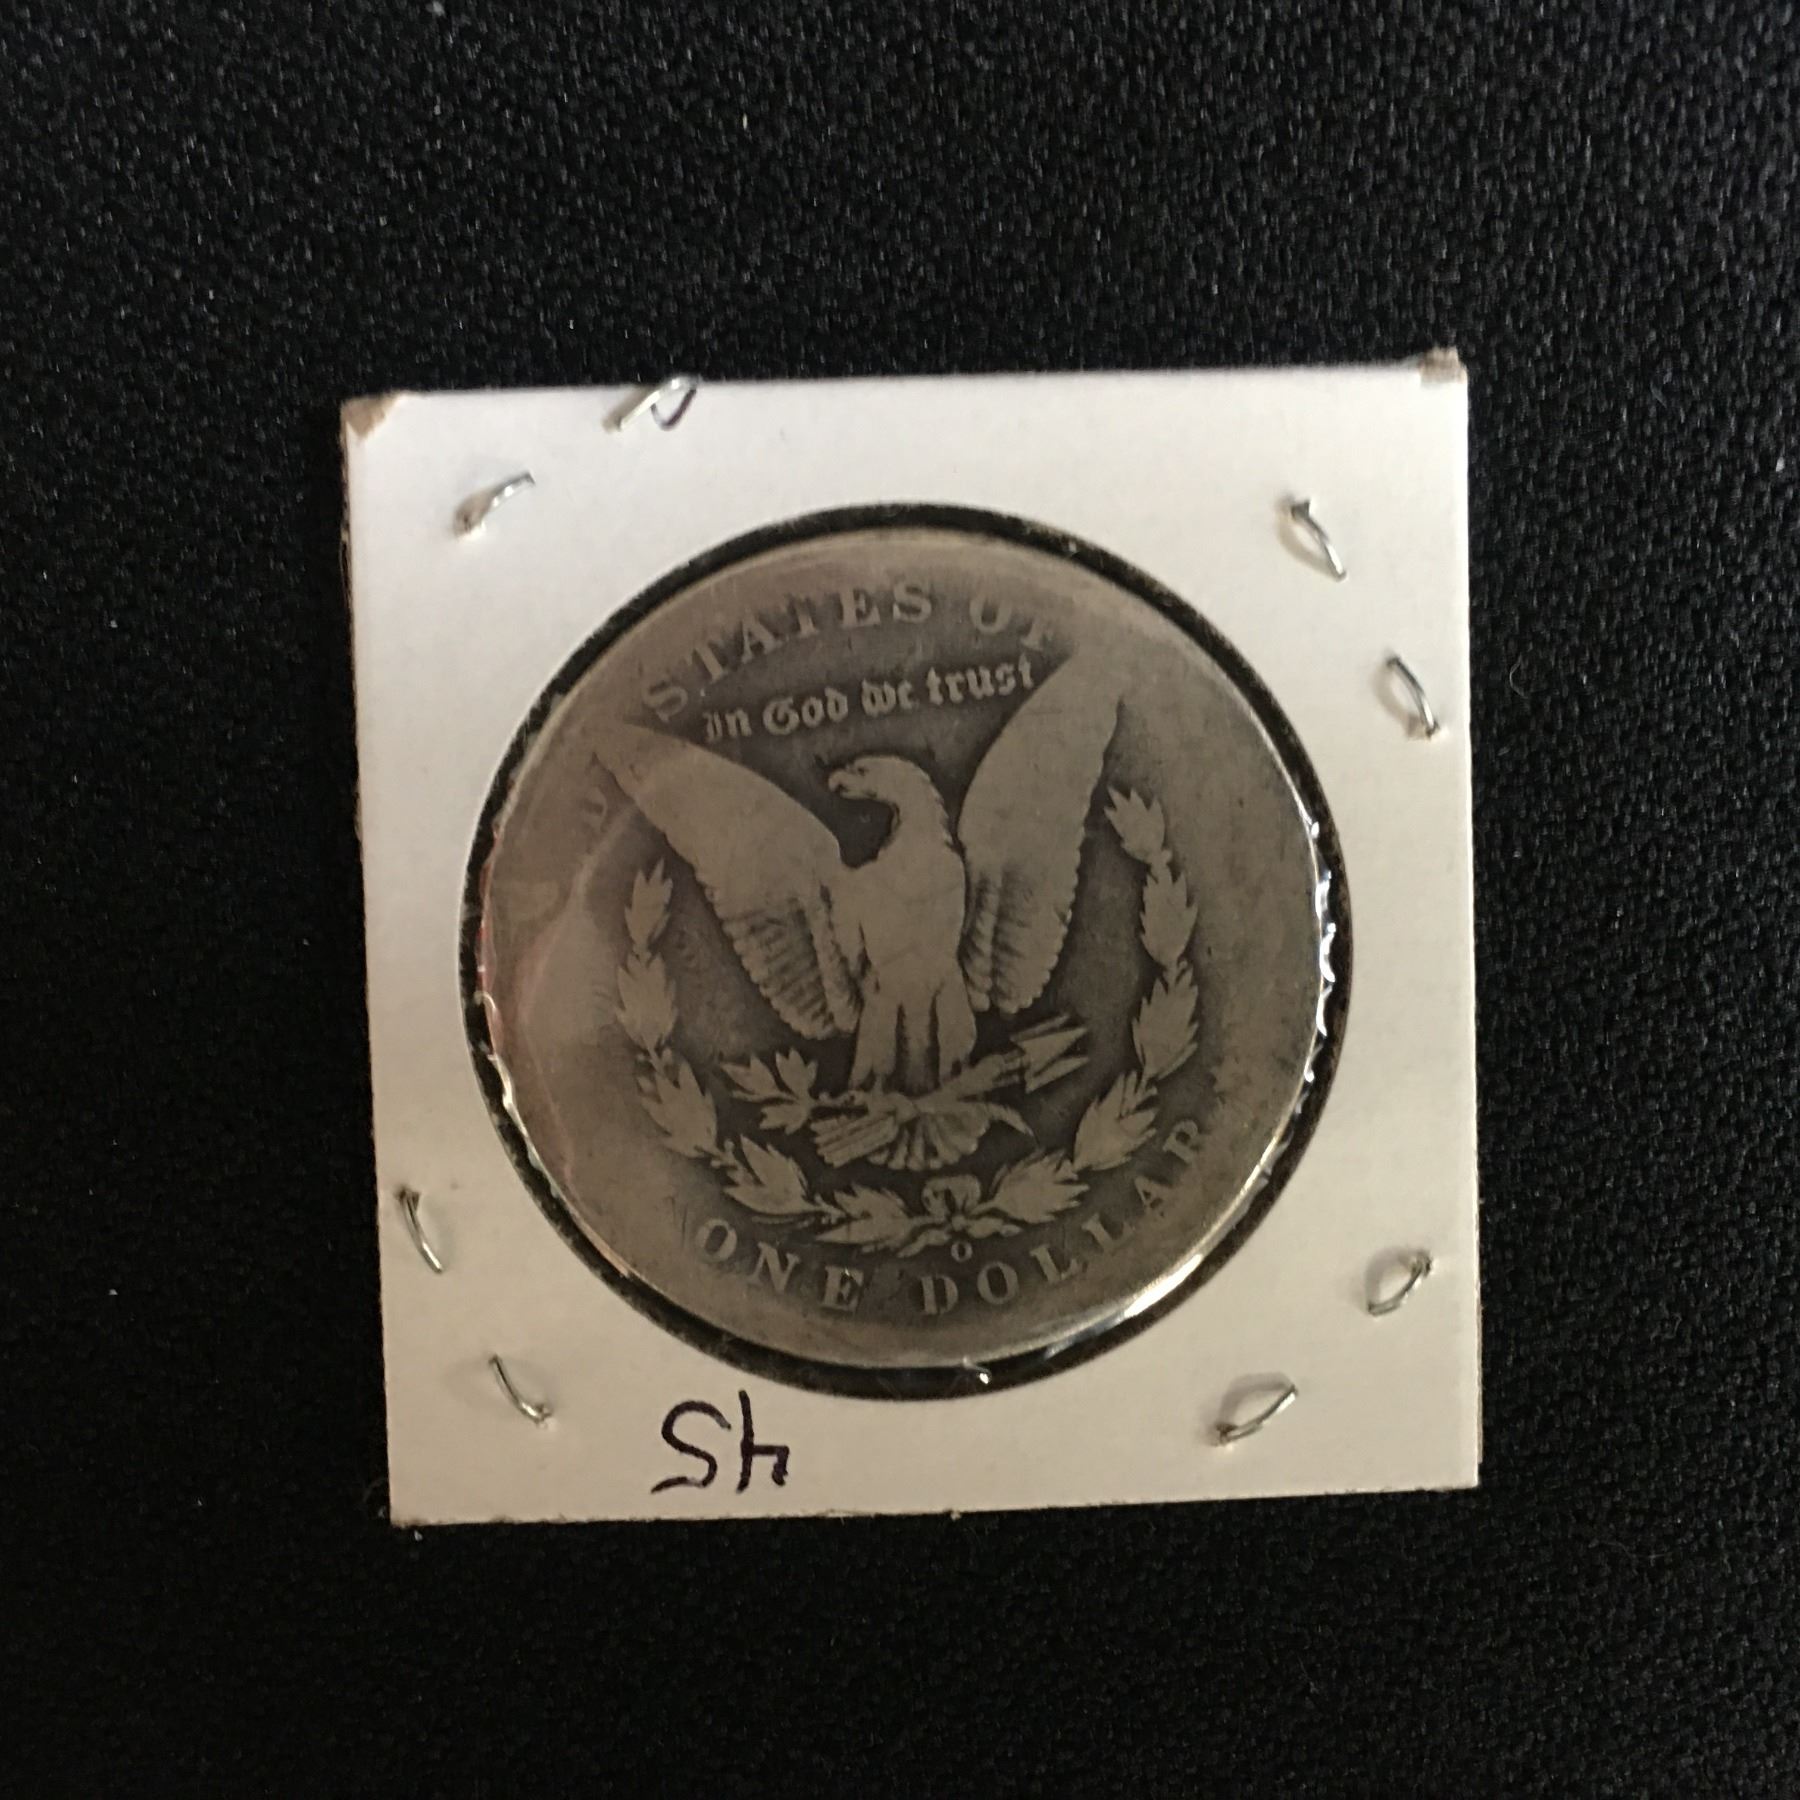 STATES OF
In God we trust
ONE DOLLAR
O
45